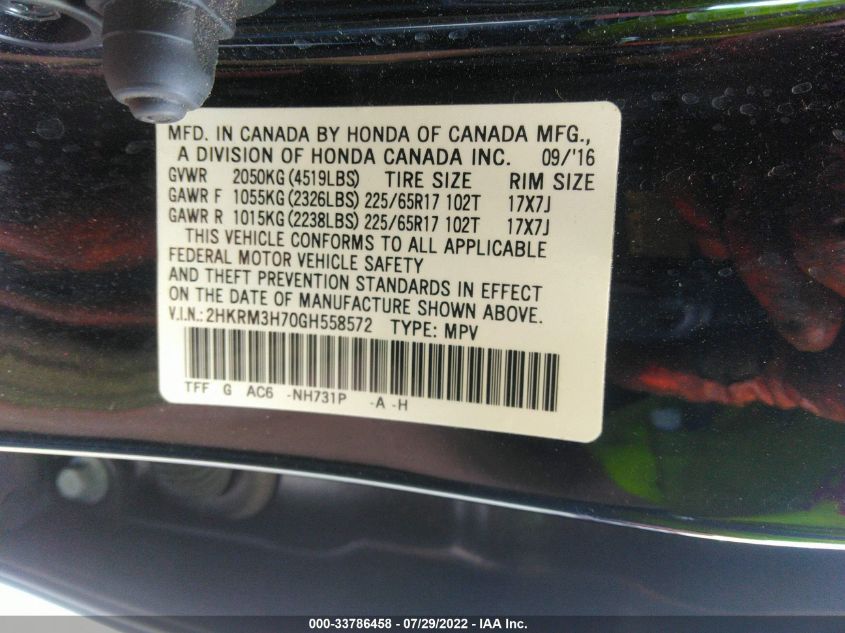 MFD. IN CANADA BY HONDA OF CANADA MFG.,
A DIVISION OF HONDA CANADA INC. 09/'16
GVWR 2050KG (4519LBS) TIRE SIZE RIM SIZE
GAWR F 1055KG (2326LBS) 225/65R17 102T 17X7J
GAWR R 1015KG (2238LBS) 225/65R17 102T 17X7J
THIS VEHICLE CONFORMS TO ALL APPLICABLE
FEDERAL MOTOR VEHICLE SAFETY
AND THEFT PREVENTION STANDARDS IN EFFECT
ON THE DATE OF MANUFACTURE SHOWN ABOVE.
V.I.N.: 2HKRM3H70GH558572 TYPE: MPV
TFF G AC6 -NH731P -A -H
000-33786458 - 07/29/2022 - IAA Inc.